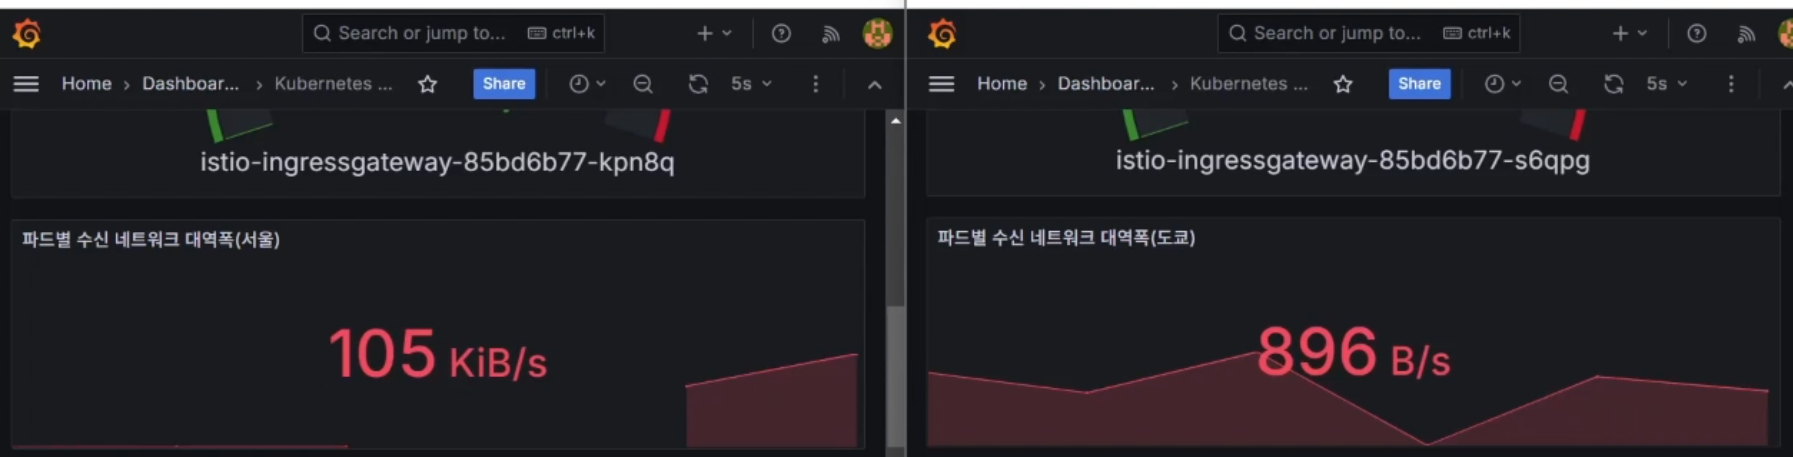 Search or jump to... ctrl+k
Home › Dashboar... › Kubernetes ... Share 5s
istio-ingressgateway-85bd6b77-kpn8q
파드별 수신 네트워크 대역폭(서울)
105 KiB/s
Search or jump to... ctrl+k
Home › Dashboar... › Kubernetes ... Share 5s
istio-ingressgateway-85bd6b77-s6qpg
파드별 수신 네트워크 대역폭(도쿄)
896 B/s